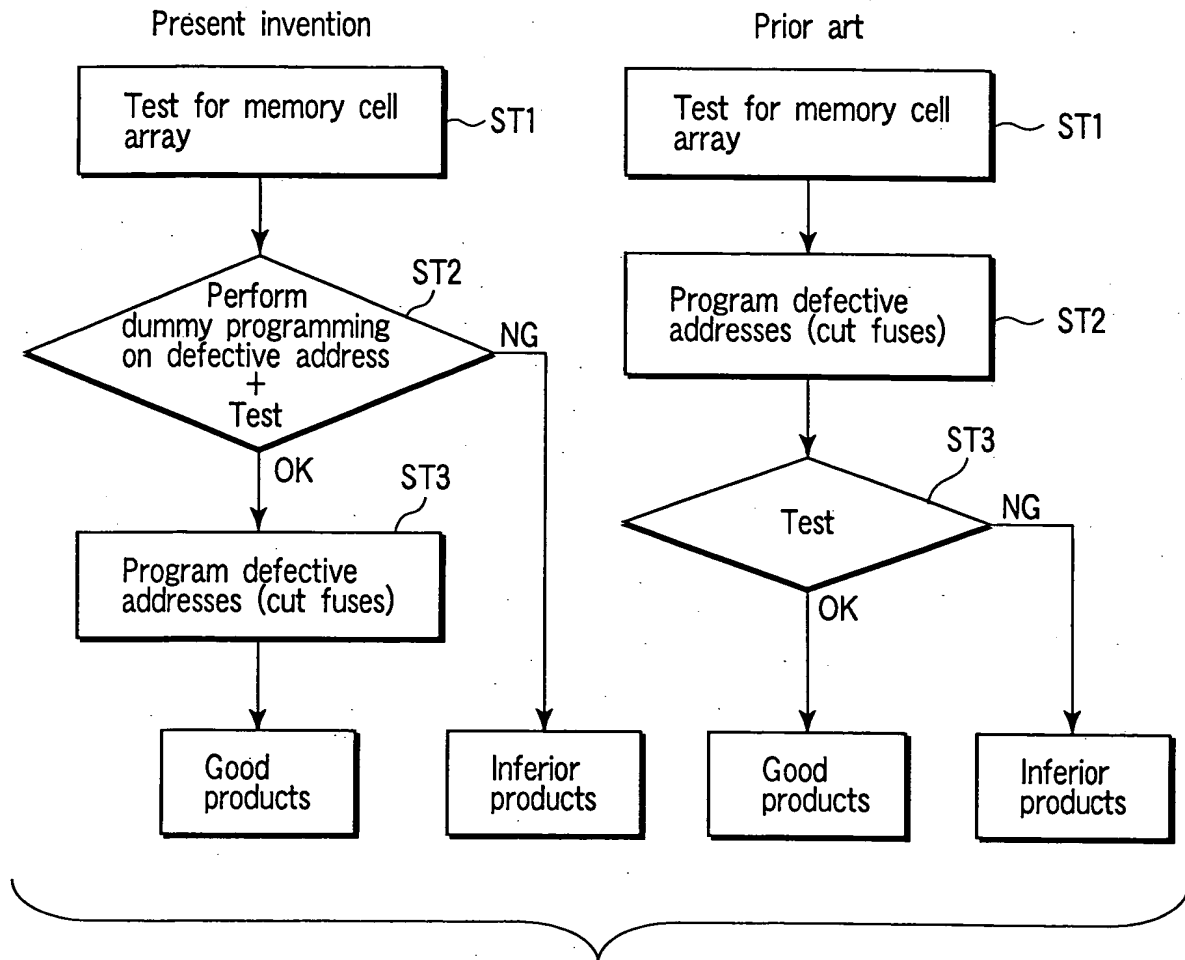 Present invention
Test for memory cell
array
ST1
Perform
dummy programming
on defective address
+
Test
ST2
NG
OK
ST3
Program defective
addresses (cut fuses)
Good
products
Inferior
products
Prior art
Test for memory cell
array
ST1
Program defective
addresses (cut fuses)
ST2
ST3
Test
NG
OK
Good
products
Inferior
products